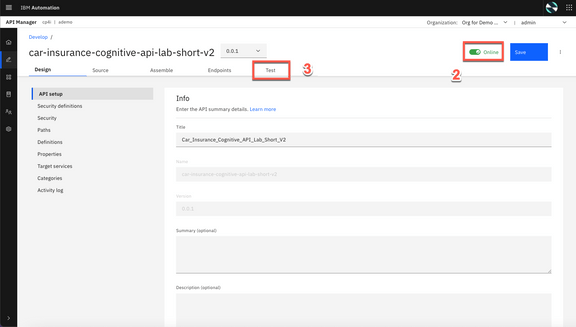 IBM Automation
API Manager cp4i / ademo
Organization: Org for Demo ... admin
Develop /
car-insurance-cognitive-api-lab-short-v2 0.0.1 Online Save
2
Design Source Assemble Endpoints Test 3
API setup
Security definitions
Security
Paths
Definitions
Properties
Target services
Categories
Activity log
Info
Enter the API summary details. Learn more
Title
Car_Insurance_Cognitive_API_Lab_Short_V2
Name
car-insurance-cognitive-api-lab-short-v2
Version
0.0.1
Summary (optional)
Description (optional)